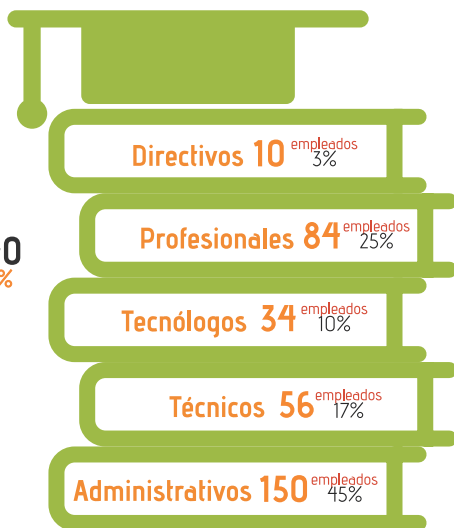 Directivos 10 empleados
3%
Profesionales 84 empleados
25%
0
%
Tecnólogos 34 empleados
10%
Técnicos 56 empleados
17%
Administrativos 150 empleados
45%